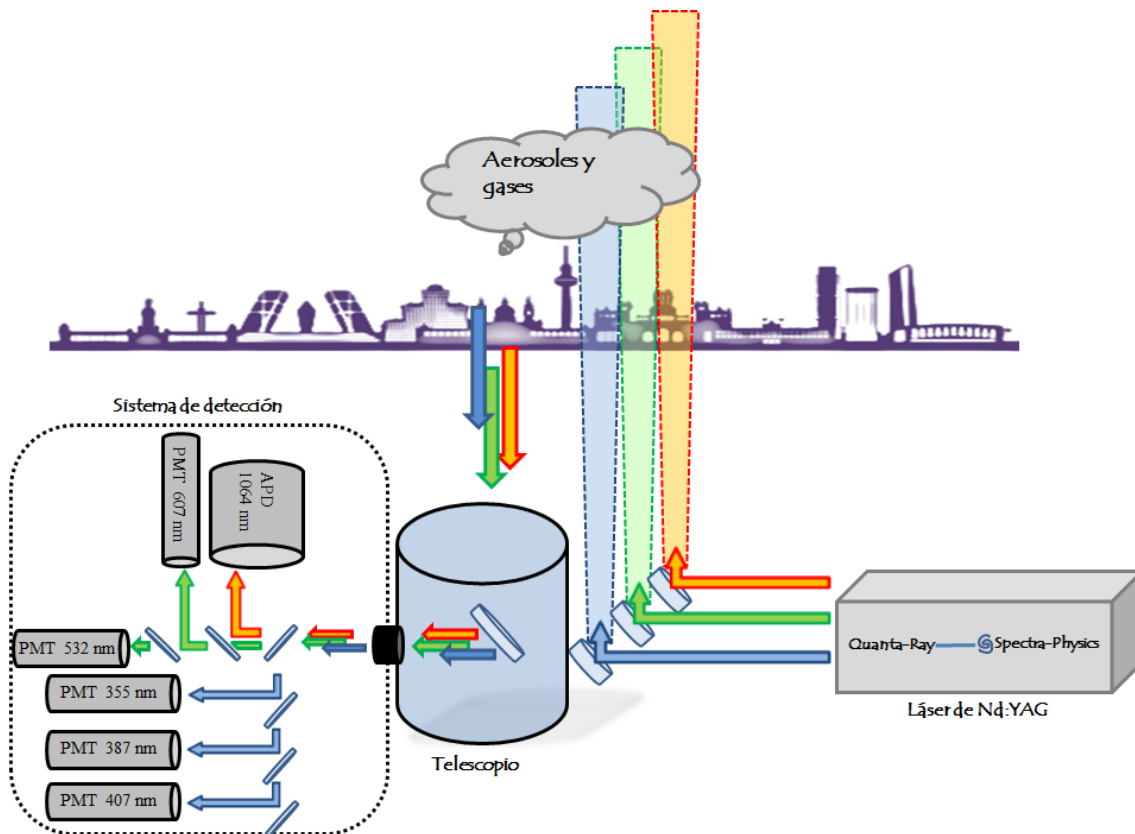 Aerosoles y
gases
Sistema de detección
PMT 607 nm
APD
1064 nm
PMT 532 nm
PMT 355 nm
PMT 387 nm
PMT 407 nm
Telescopio
Quanta-Ray Spectra-Physics
Láser de Nd:YAG